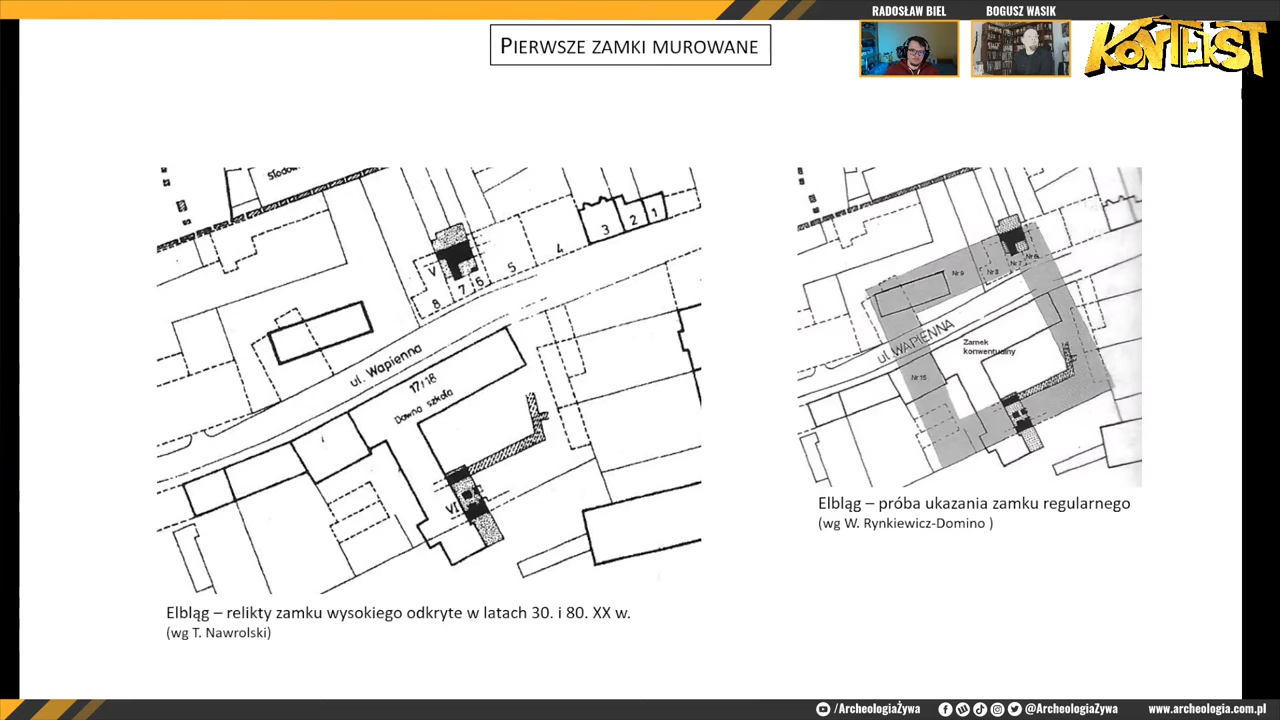 RADOSŁAW BIEL
BOGUSZ WASIK
KONTEKST
PIERWSZE ZAMKI MUROWANE
1
2
3
4
5
6
7
8
V
ul. Wapienna
17/18
Dawna szkoła
VI
Nr 6
Nr 7
Nr 8
Nr 9
ul. WAPIENNA
Zamek
konwentualny
Nr 15
Elbląg – próba ukazania zamku regularnego
(wg W. Rynkiewicz-Domino )
Elbląg – relikty zamku wysokiego odkryte w latach 30. i 80. XX w.
(wg T. Nawrolski)
/ArcheologiaŻywa
@ArcheologiaŻywa
www.archeologia.com.pl